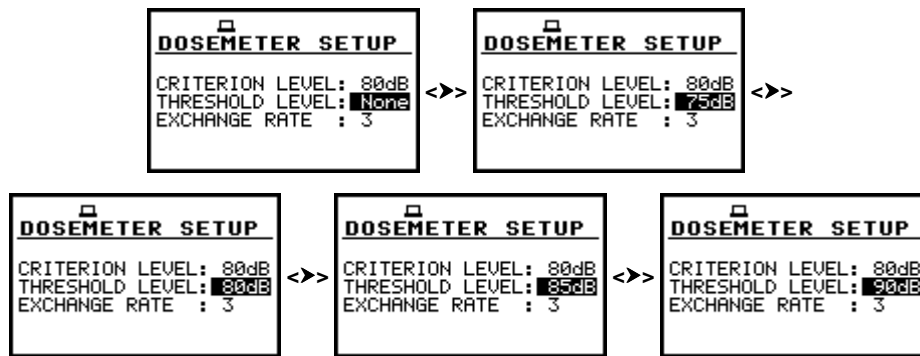 DOSEMETER SETUP
CRITERION LEVEL: 80dB
THRESHOLD LEVEL: None
EXCHANGE RATE : 3
<➤>
DOSEMETER SETUP
CRITERION LEVEL: 80dB
THRESHOLD LEVEL: 75dB
EXCHANGE RATE : 3
<➤>
DOSEMETER SETUP
CRITERION LEVEL: 80dB
THRESHOLD LEVEL: 80dB
EXCHANGE RATE : 3
<➤>
DOSEMETER SETUP
CRITERION LEVEL: 80dB
THRESHOLD LEVEL: 85dB
EXCHANGE RATE : 3
<➤>
DOSEMETER SETUP
CRITERION LEVEL: 80dB
THRESHOLD LEVEL: 90dB
EXCHANGE RATE : 3